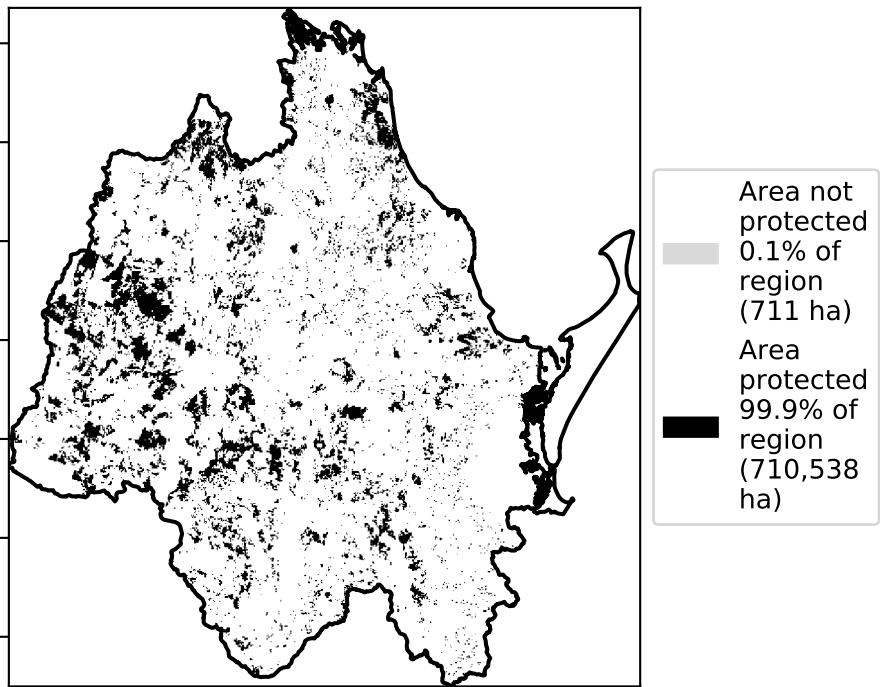 Area not
protected
0.1% of
region
(711 ha)
Area
protected
99.9% of
region
(710,538
ha)